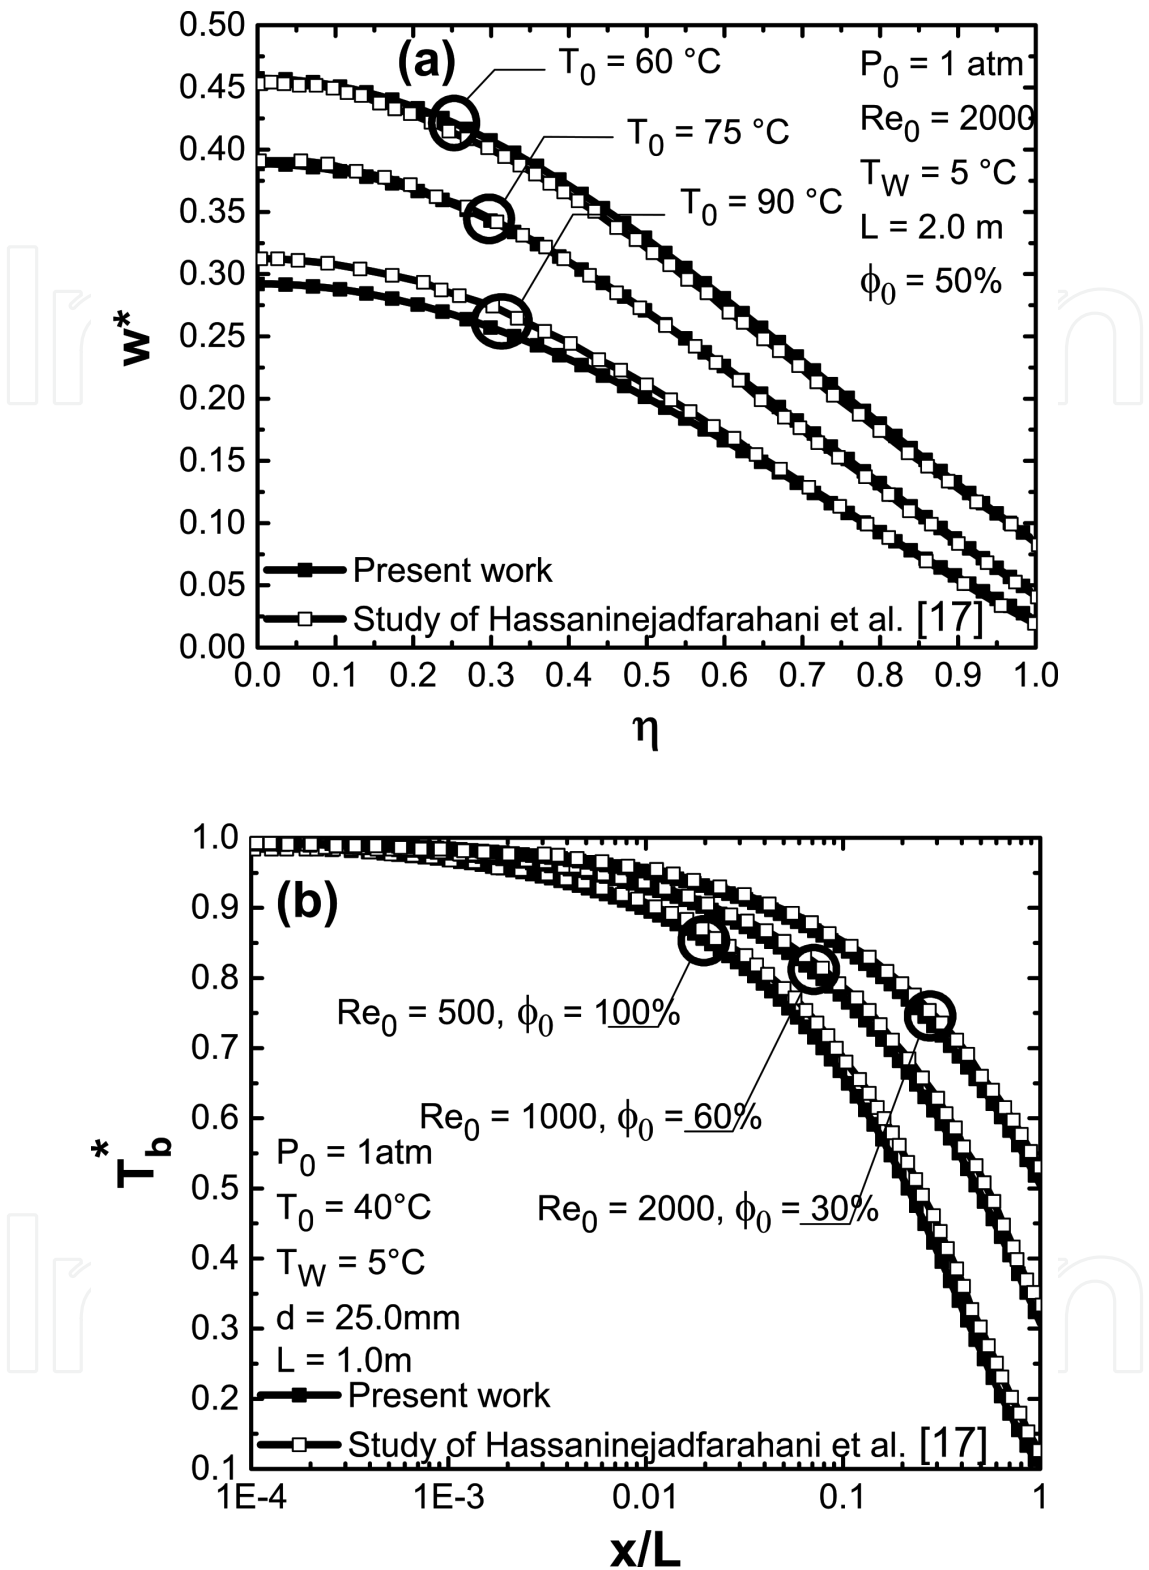 0.50
(a)
T0 = 60 °C
P0 = 1 atm
0.45
Re0 = 2000
0.40
T0 = 75 °C
TW = 5 °C
0.35
T0 = 90 °C
L = 2.0 m
0.30
ϕ0 = 50%
w*
0.25
0.20
0.15
0.10
0.05
Present work
Study of Hassaninejadfarahani et al. [17]
0.00
0.0 0.1 0.2 0.3 0.4 0.5 0.6 0.7 0.8 0.9 1.0
η
1.0
(b)
0.9
0.8
Re0 = 500, ϕ0 = 100%
0.7
0.6
Re0 = 1000, ϕ0 = 60%
Tb*
P0 = 1atm
0.5
T0 = 40°C
Re0 = 2000, ϕ0 = 30%
0.4
TW = 5°C
0.3
d = 25.0mm
L = 1.0m
0.2
Present work
Study of Hassaninejadfarahani et al. [17]
0.1
1E-4 1E-3 0.01 0.1 1
x/L